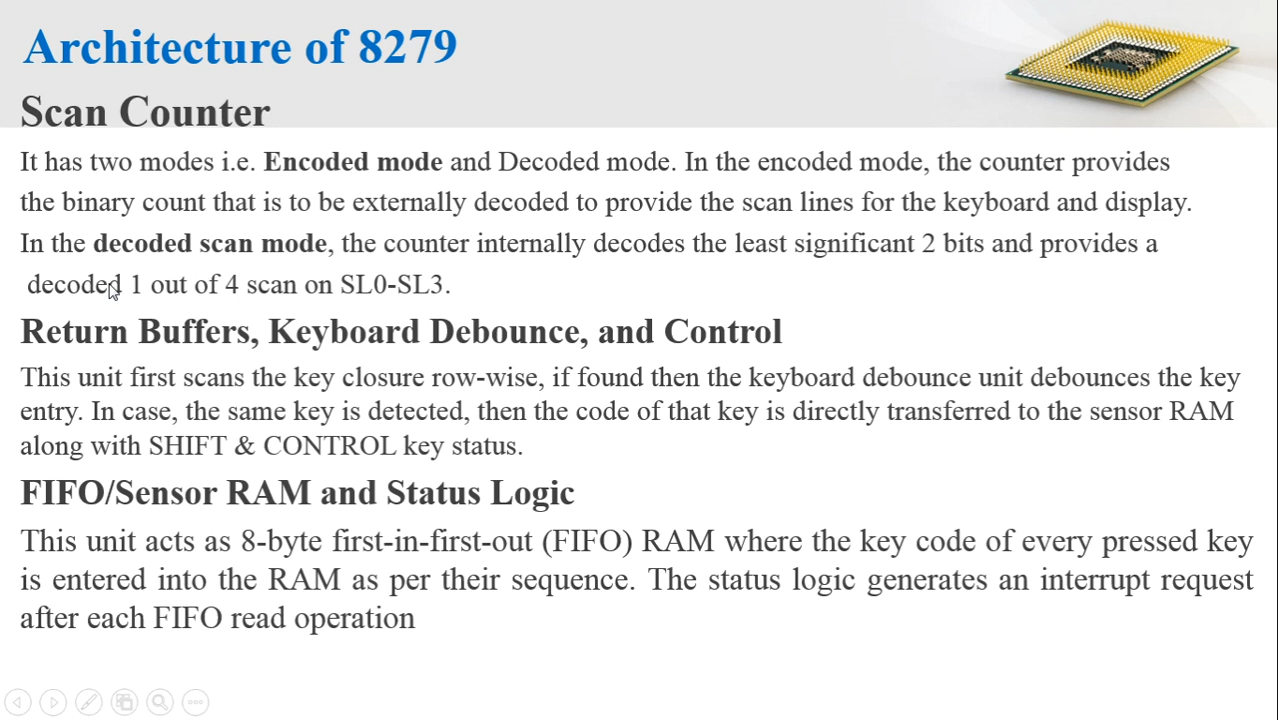 Architecture of 8279
Scan Counter
It has two modes i.e. Encoded mode and Decoded mode. In the encoded mode, the counter provides
the binary count that is to be externally decoded to provide the scan lines for the keyboard and display.
In the decoded scan mode, the counter internally decodes the least significant 2 bits and provides a
decoded 1 out of 4 scan on SL0-SL3.
Return Buffers, Keyboard Debounce, and Control
This unit first scans the key closure row-wise, if found then the keyboard debounce unit debounces the key
entry. In case, the same key is detected, then the code of that key is directly transferred to the sensor RAM
along with SHIFT & CONTROL key status.
FIFO/Sensor RAM and Status Logic
This unit acts as 8-byte first-in-first-out (FIFO) RAM where the key code of every pressed key
is entered into the RAM as per their sequence. The status logic generates an interrupt request
after each FIFO read operation